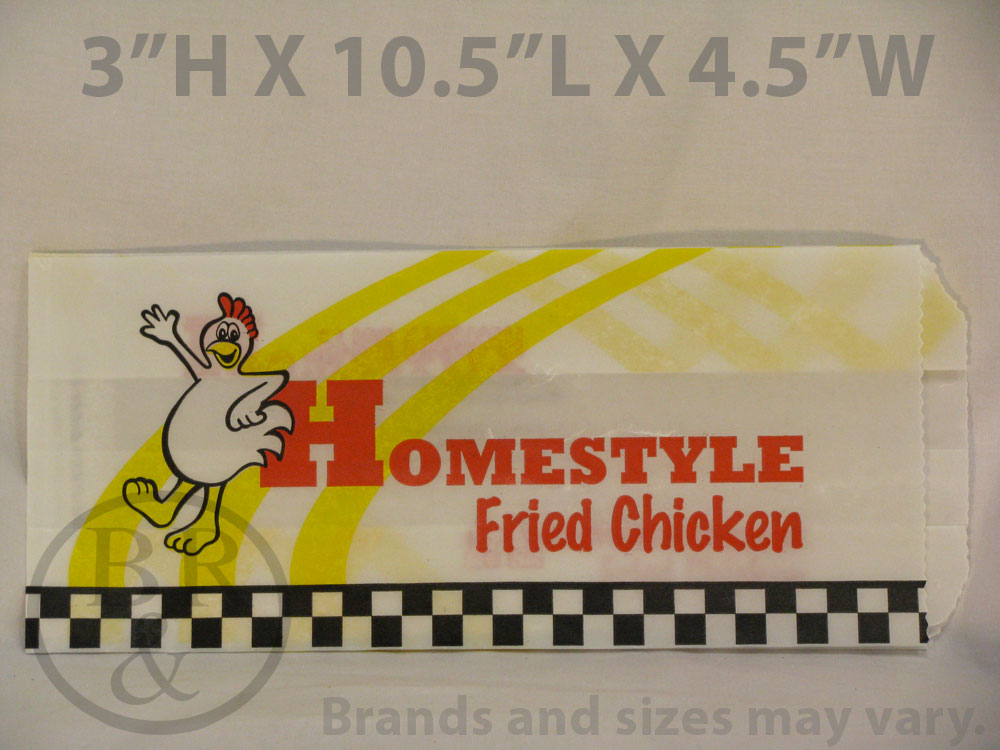 3”H X 10.5”L X 4.5”W
HOMESTYLE
Fried Chicken
B&R
Brands and sizes may vary.